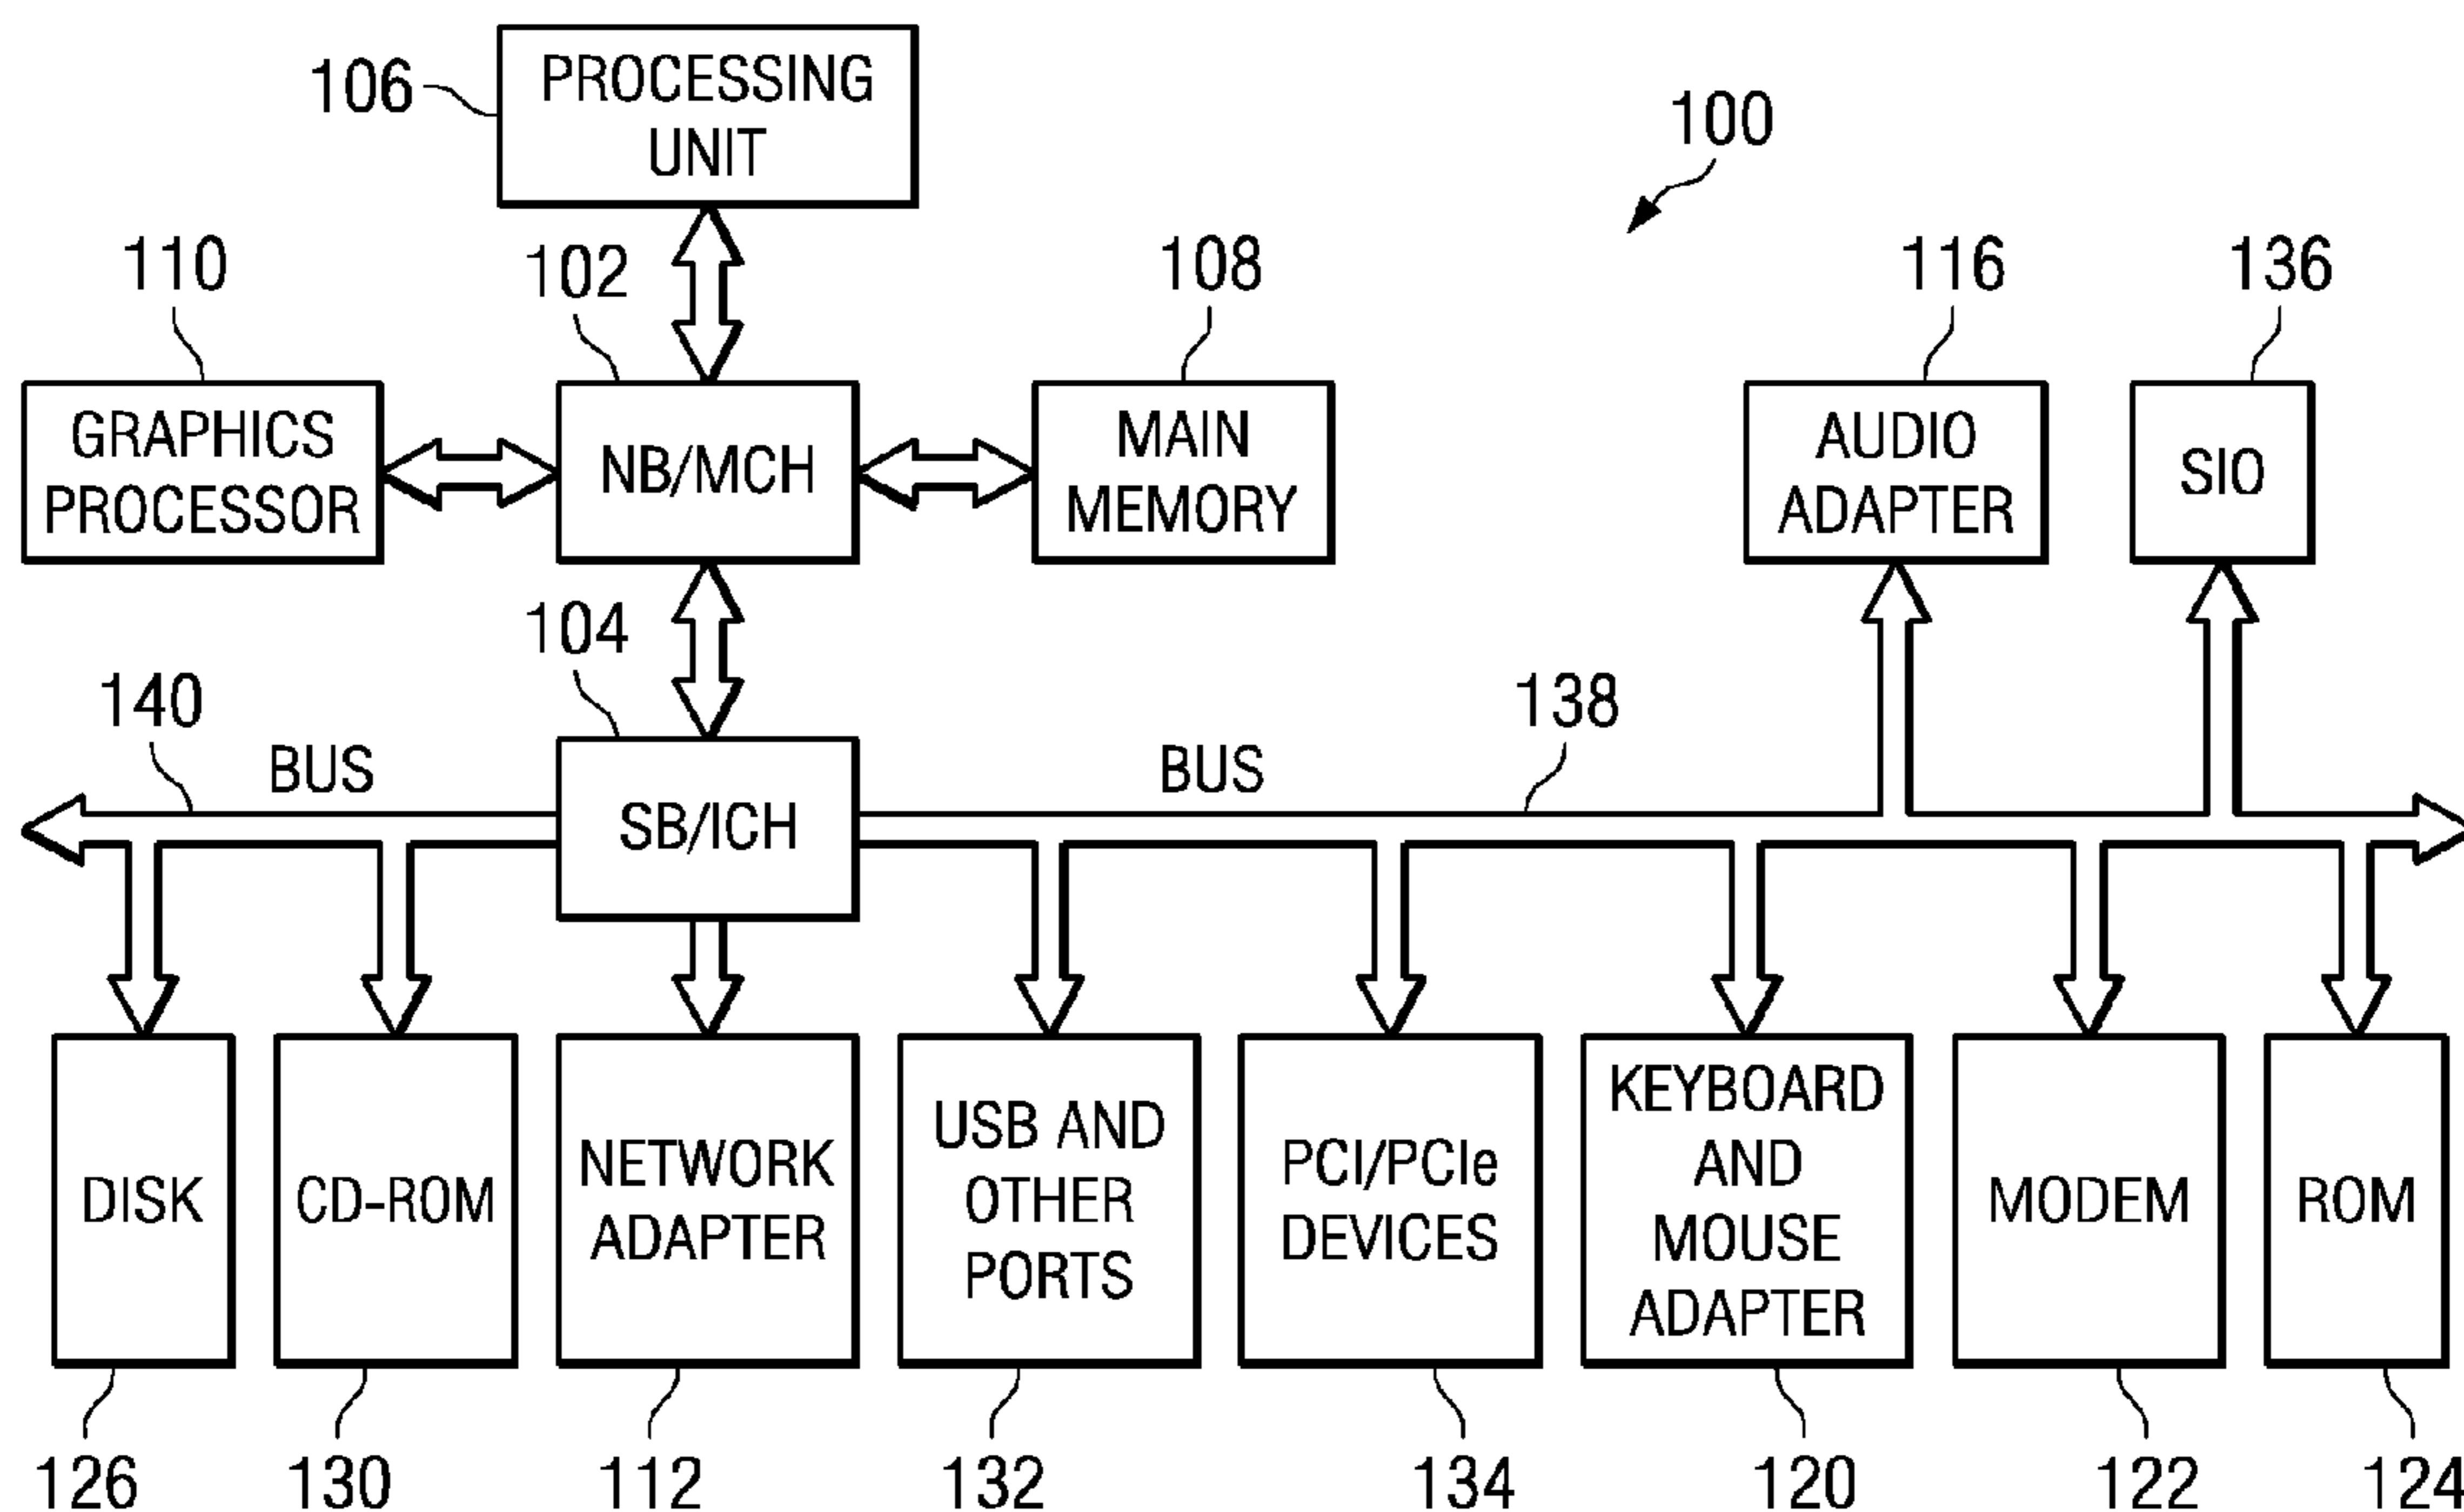 PROCESSING
UNIT
106
100
110
102
108
116
136
GRAPHICS
PROCESSOR
NB/MCH
MAIN
MEMORY
AUDIO
ADAPTER
SIO
104
140
138
BUS
BUS
SB/ICH
DISK
CD-ROM
NETWORK
ADAPTER
USB AND
OTHER
PORTS
PCI/PCIe
DEVICES
KEYBOARD
AND
MOUSE
ADAPTER
MODEM
ROM
126
130
112
132
134
120
122
124